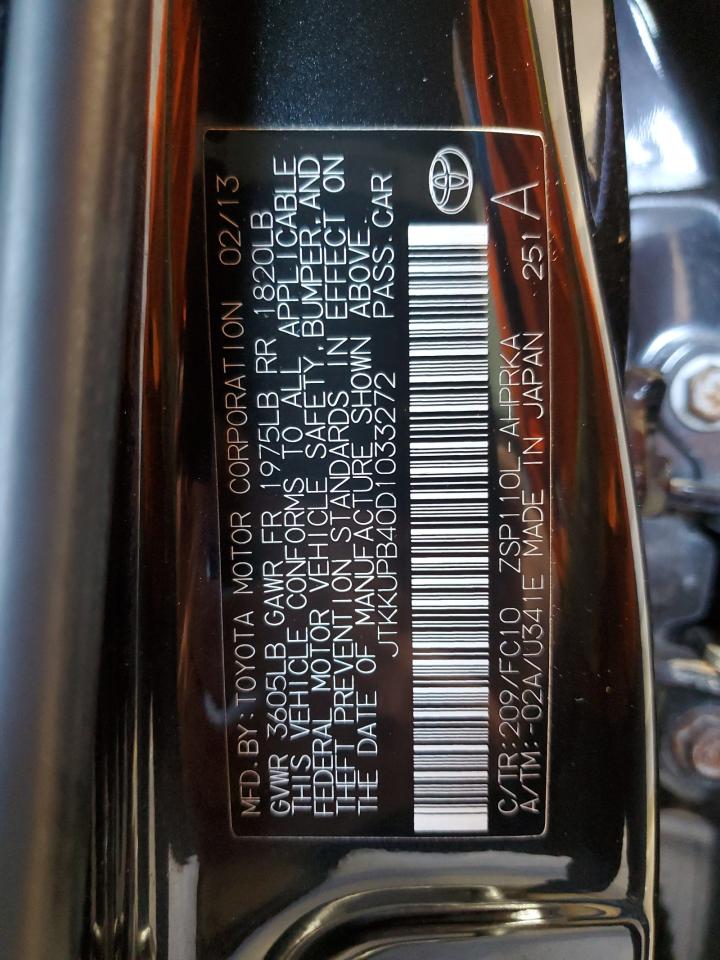 MFD.BY:TOYOTA MOTOR CORPORATION 02/13
GVWR 3605LB GAWR FR 1975LB RR 1820LB
THIS VEHICLE CONFORMS TO ALL APPLICABLE
FEDERAL MOTOR VEHICLE SAFETY,BUMPER,AND
THEFT PREVENTION STANDARDS IN EFFECT ON
THE DATE OF MANUFACTURE SHOWN ABOVE.
JTKKUPB40D1033272 PASS.CAR
C/TR:209/FC10 ZSP110L-AHPRKA
A/TM:-02A/U341E MADE IN JAPAN 251 A